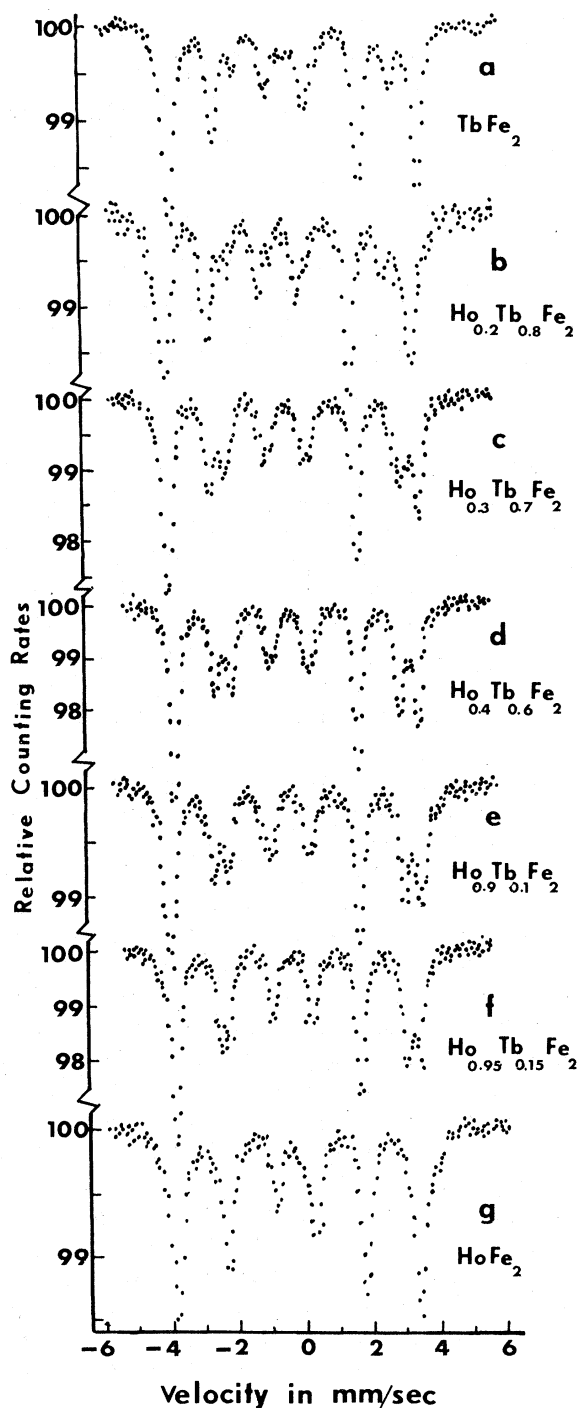 100
99
a
TbFe2
100
99
b
Ho0.2Tb0.8Fe2
100
99
98
c
Ho0.3Tb0.7Fe2
100
99
98
d
Ho0.4Tb0.6Fe2
100
99
e
Ho0.9Tb0.1Fe2
100
99
98
f
Ho0.95Tb0.15Fe2
100
99
g
HoFe2
Relative Counting Rates
-6 -4 -2 0 2 4 6
Velocity in mm/sec